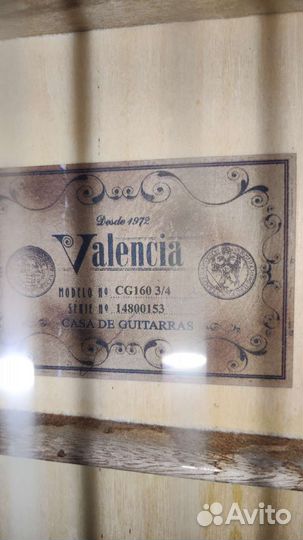 Desde 1972
Valencia
MODELO Nº CG160 3/4
SERIE Nº 14800153
CASA DE GUITARRAS
Avito